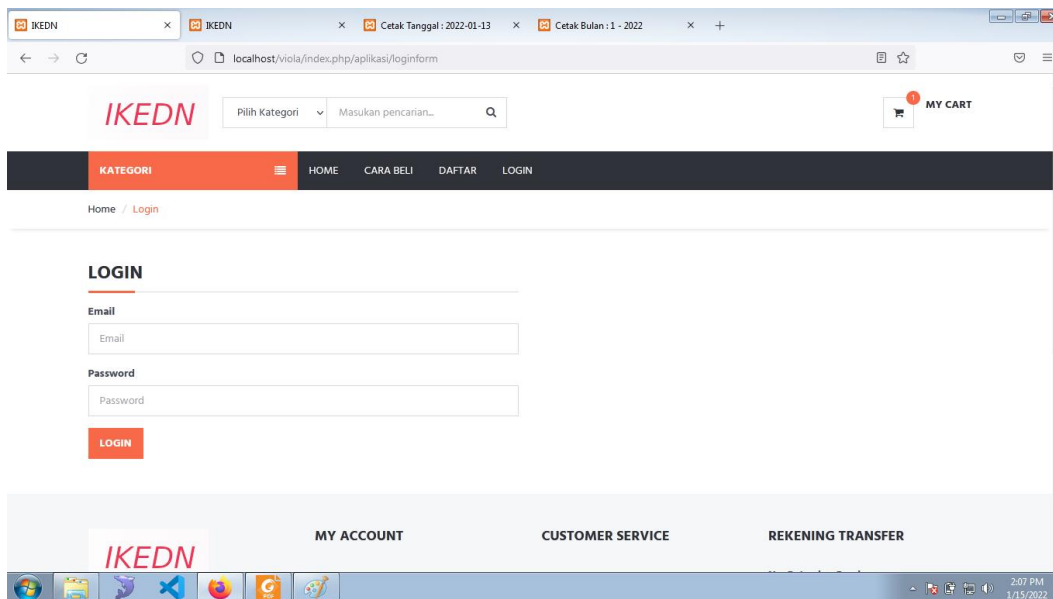 IKEDN
IKEDN
Cetak Tanggal : 2022-01-13
Cetak Bulan : 1 - 2022
localhost/viola/index.php/aplikasi/loginform
IKEDN
Pilih Kategori
Masukan pencarian...
1
MY CART
KATEGORI
HOME
CARA BELI
DAFTAR
LOGIN
Home / Login
LOGIN
Email
Email
Password
Password
LOGIN
IKEDN
MY ACCOUNT
CUSTOMER SERVICE
REKENING TRANSFER
G
PDF
2:07 PM
1/15/2022